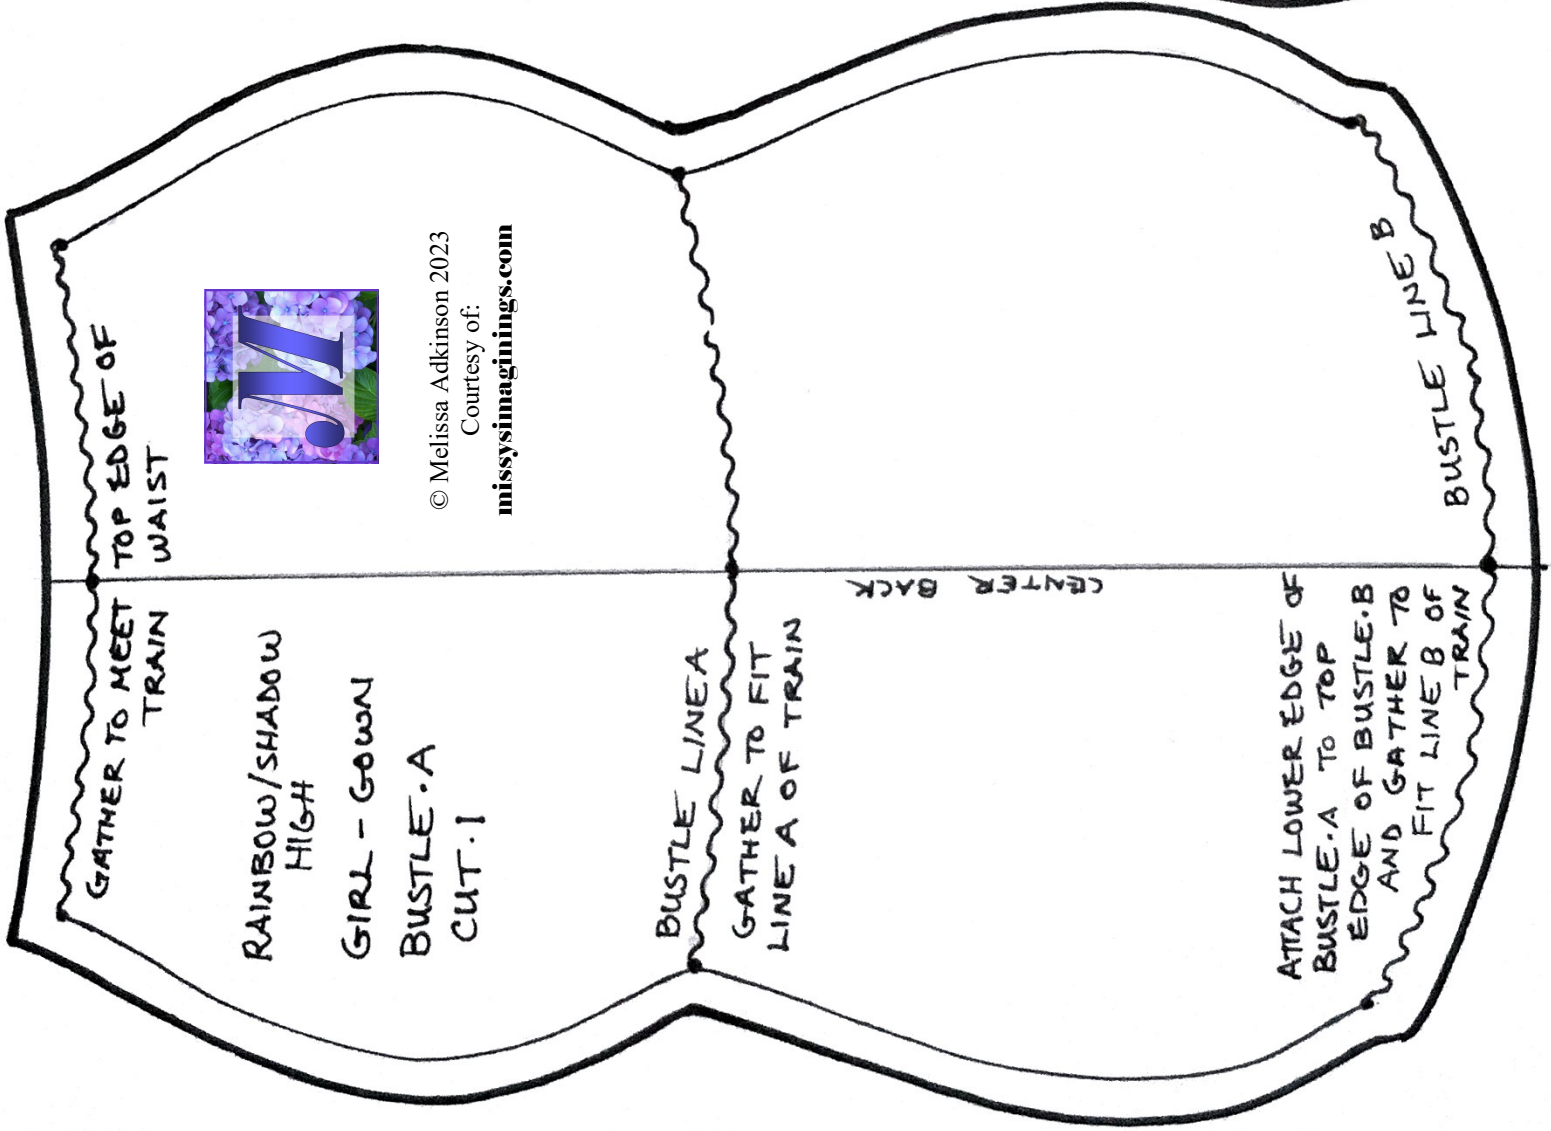 GATHER TO MEET
TRAIN
TOP EDGE OF
WAIST
RAINBOW/SHADOW
HIGH
GIRL - GOWN
BUSTLE.A
CUT.1
M
© Melissa Adkinson 2023
Courtesy of:
missysimaginings.com
BUSTLE LINE A
GATHER TO FIT
LINE A OF TRAIN
CENTER BACK
ATTACH LOWER EDGE OF
BUSTLE.A TO TOP
EDGE OF BUSTLE.B
AND GATHER TO
FIT LINE B OF
TRAIN
BUSTLE LINE B